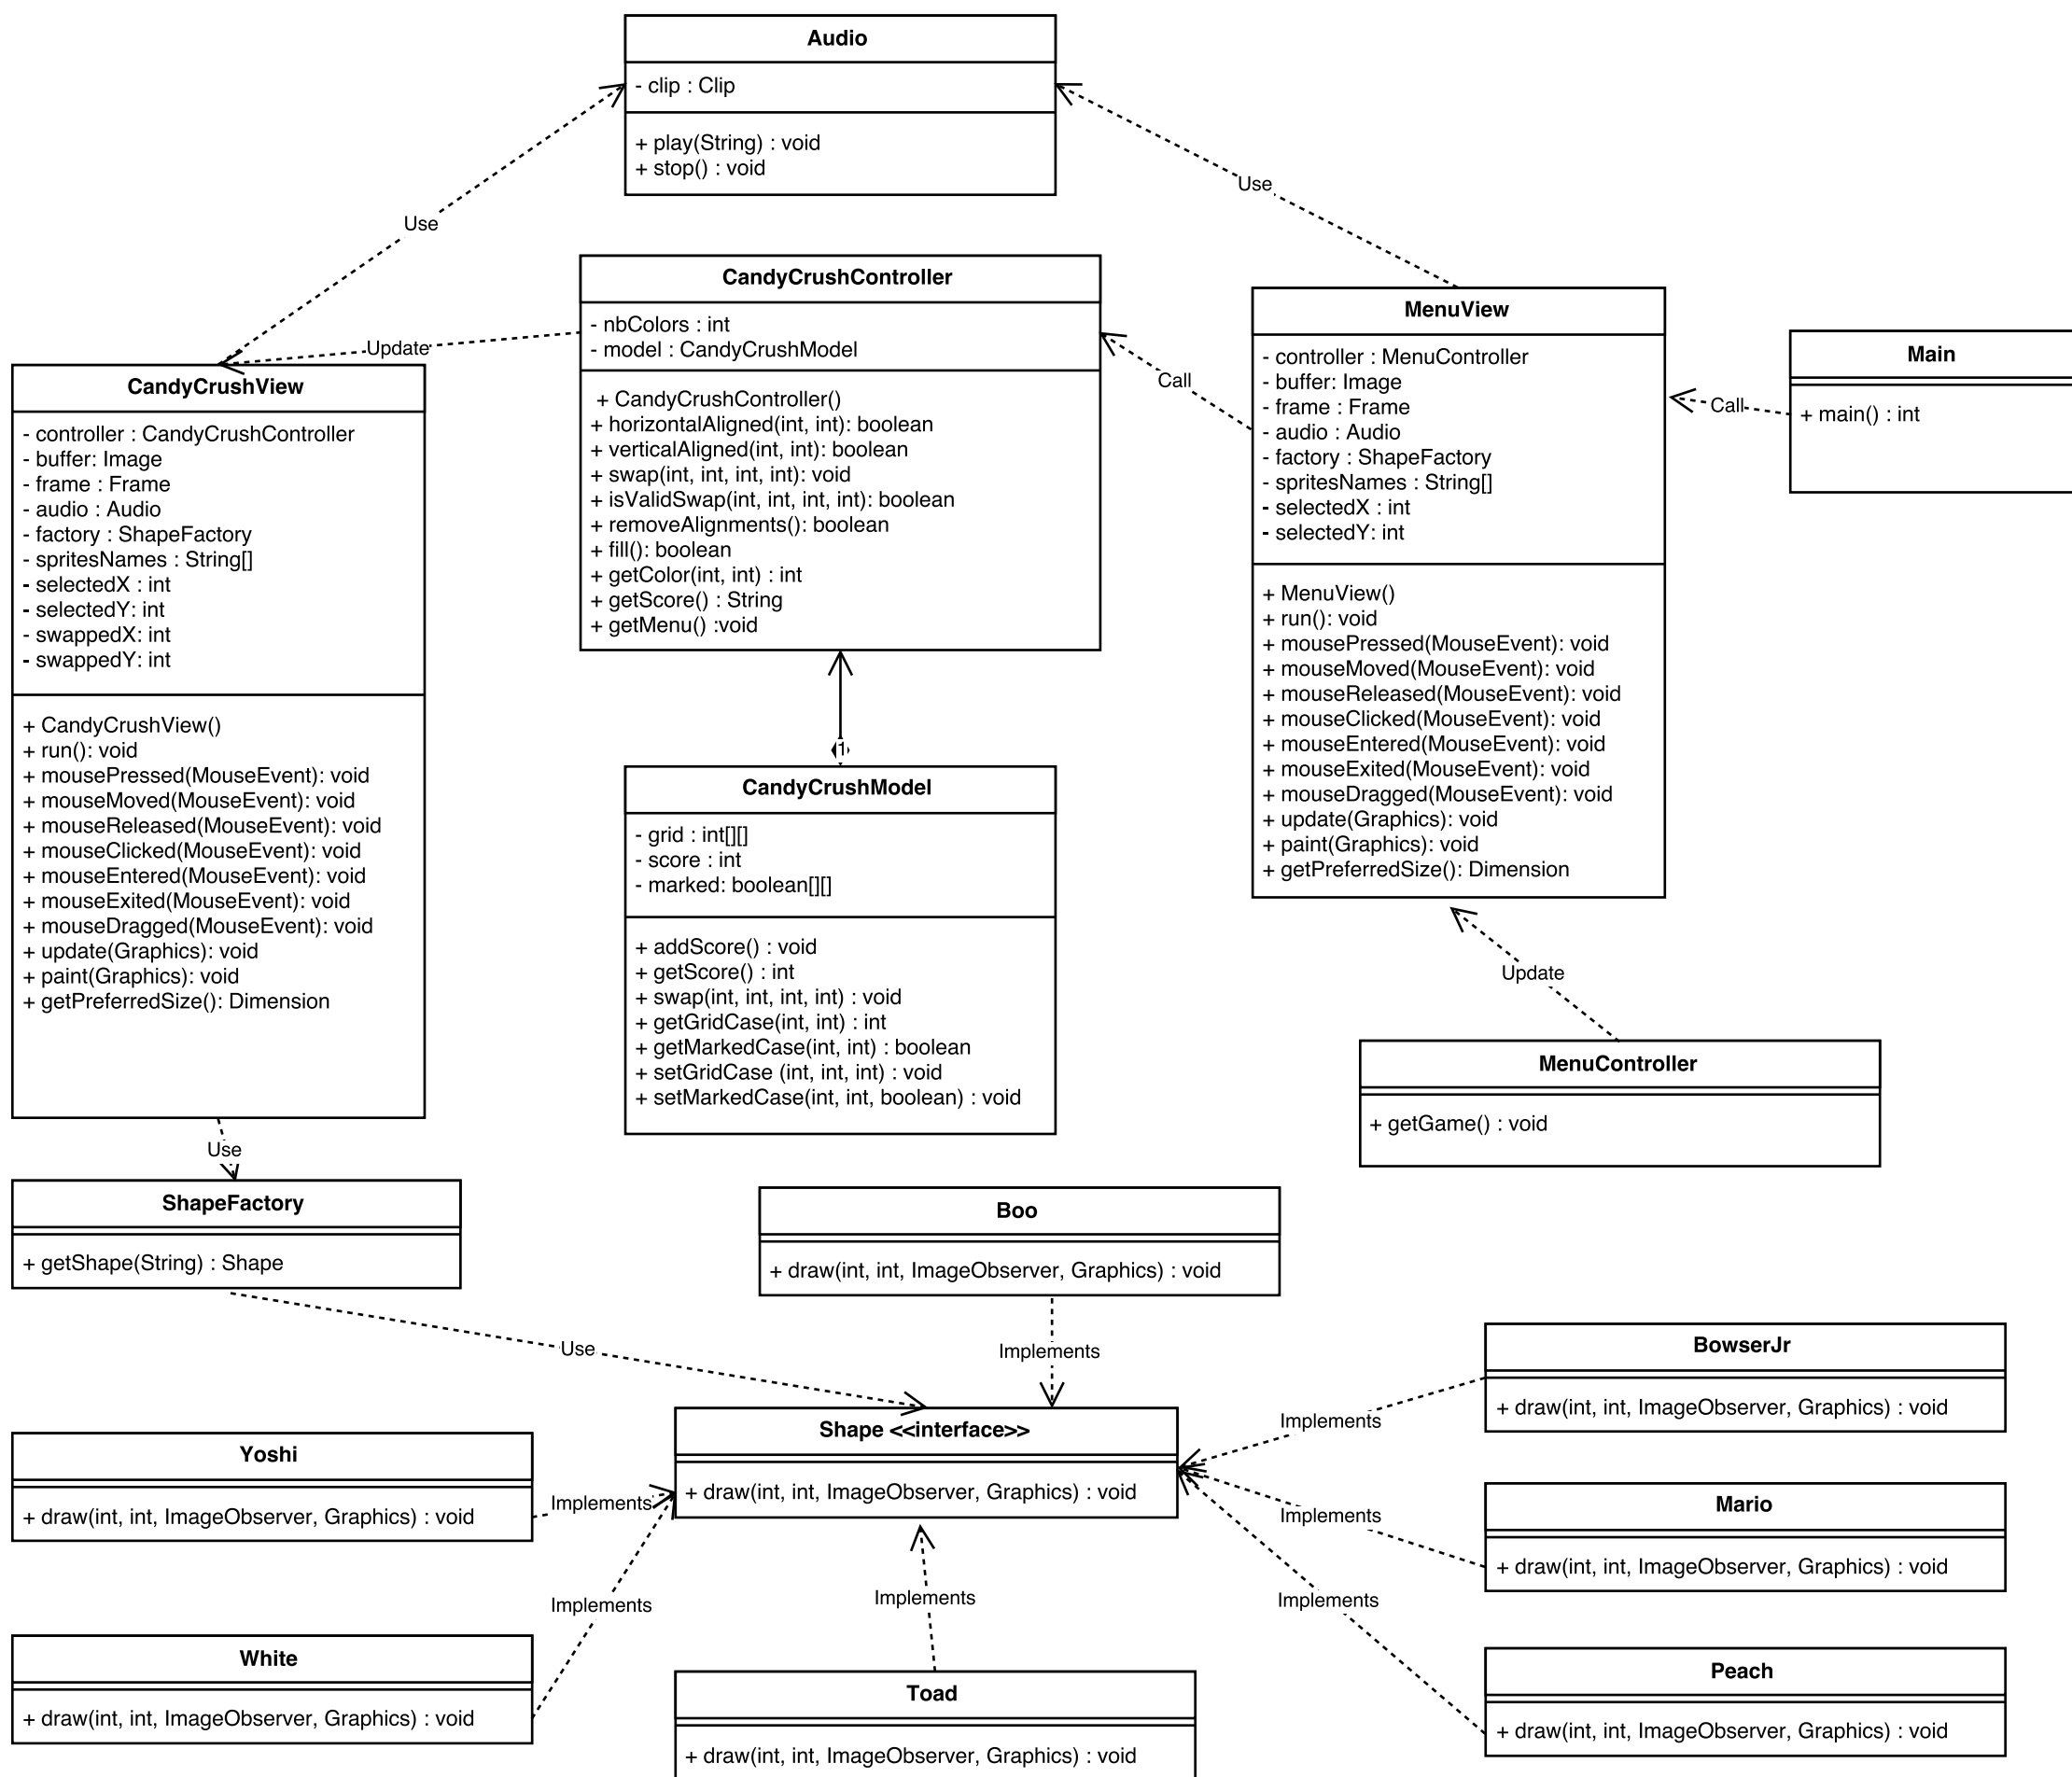 Audio
- clip : Clip
+ play(String) : void
+ stop() : void
Use
Use
CandyCrushController
- nbColors : int
- model : CandyCrushModel
+ CandyCrushController()
+ horizontalAligned(int, int): boolean
+ verticalAligned(int, int): boolean
+ swap(int, int, int, int): void
+ isValidSwap(int, int, int, int): boolean
+ removeAlignments(): boolean
+ fill(): boolean
+ getColor(int, int) : int
+ getScore() : String
+ getMenu() :void
Update
Call
MenuView
- controller : MenuController
- buffer: Image
- frame : Frame
- audio : Audio
- factory : ShapeFactory
- spritesNames : String[]
- selectedX : int
- selectedY: int
+ MenuView()
+ run(): void
+ mousePressed(MouseEvent): void
+ mouseMoved(MouseEvent): void
+ mouseReleased(MouseEvent): void
+ mouseClicked(MouseEvent): void
+ mouseEntered(MouseEvent): void
+ mouseExited(MouseEvent): void
+ mouseDragged(MouseEvent): void
+ update(Graphics): void
+ paint(Graphics): void
+ getPreferredSize(): Dimension
Call
Main
+ main() : int
CandyCrushView
- controller : CandyCrushController
- buffer: Image
- frame : Frame
- audio : Audio
- factory : ShapeFactory
- spritesNames : String[]
- selectedX : int
- selectedY: int
- swappedX: int
- swappedY: int
+ CandyCrushView()
+ run(): void
+ mousePressed(MouseEvent): void
+ mouseMoved(MouseEvent): void
+ mouseReleased(MouseEvent): void
+ mouseClicked(MouseEvent): void
+ mouseEntered(MouseEvent): void
+ mouseExited(MouseEvent): void
+ mouseDragged(MouseEvent): void
+ update(Graphics): void
+ paint(Graphics): void
+ getPreferredSize(): Dimension
1
CandyCrushModel
- grid : int[][]
- score : int
- marked: boolean[][]
+ addScore() : void
+ getScore() : int
+ swap(int, int, int, int) : void
+ getGridCase(int, int) : int
+ getMarkedCase(int, int) : boolean
+ setGridCase (int, int, int) : void
+ setMarkedCase(int, int, boolean) : void
Update
MenuController
+ getGame() : void
Use
ShapeFactory
+ getShape(String) : Shape
Use
Boo
+ draw(int, int, ImageObserver, Graphics) : void
Implements
Shape <<interface>>
+ draw(int, int, ImageObserver, Graphics) : void
BowserJr
+ draw(int, int, ImageObserver, Graphics) : void
Implements
Yoshi
+ draw(int, int, ImageObserver, Graphics) : void
Implements
Mario
+ draw(int, int, ImageObserver, Graphics) : void
Implements
White
+ draw(int, int, ImageObserver, Graphics) : void
Implements
Toad
+ draw(int, int, ImageObserver, Graphics) : void
Implements
Peach
+ draw(int, int, ImageObserver, Graphics) : void
Implements